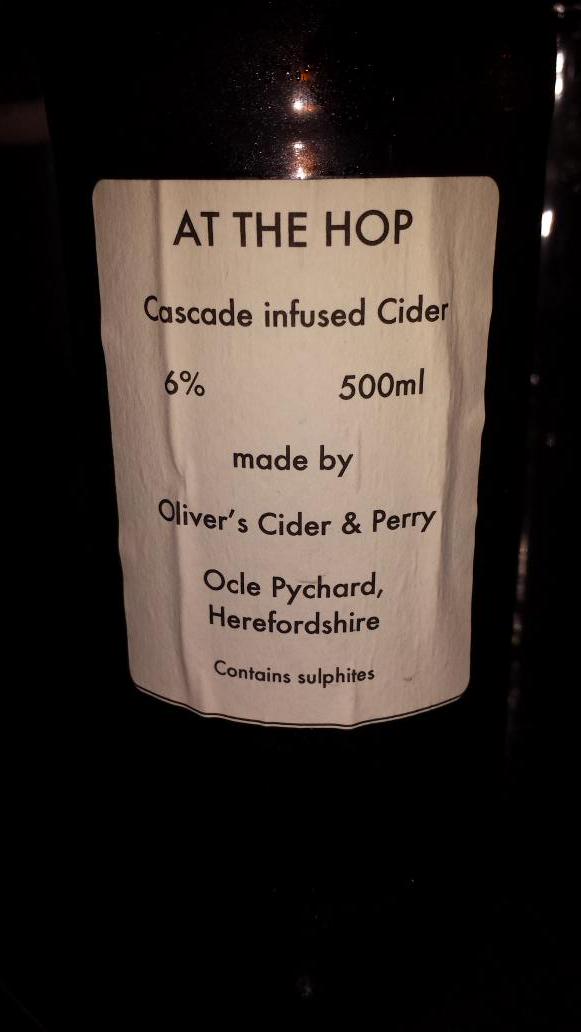 AT THE HOP
Cascade infused Cider
6% 500ml
made by
Oliver's Cider & Perry
Ocle Pychard,
Herefordshire
Contains sulphites